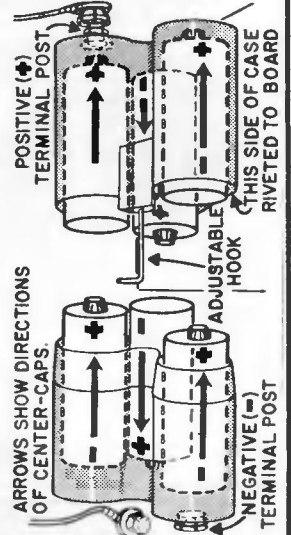 ARROWS SHOW DIRECTIONS
OF CENTER-CAPS.
POSITIVE (+)
TERMINAL POST
ADJUSTABLE
HOOK
NEGATIVE (−)
TERMINAL POST
(THIS SIDE OF CASE
RIVETED TO BOARD